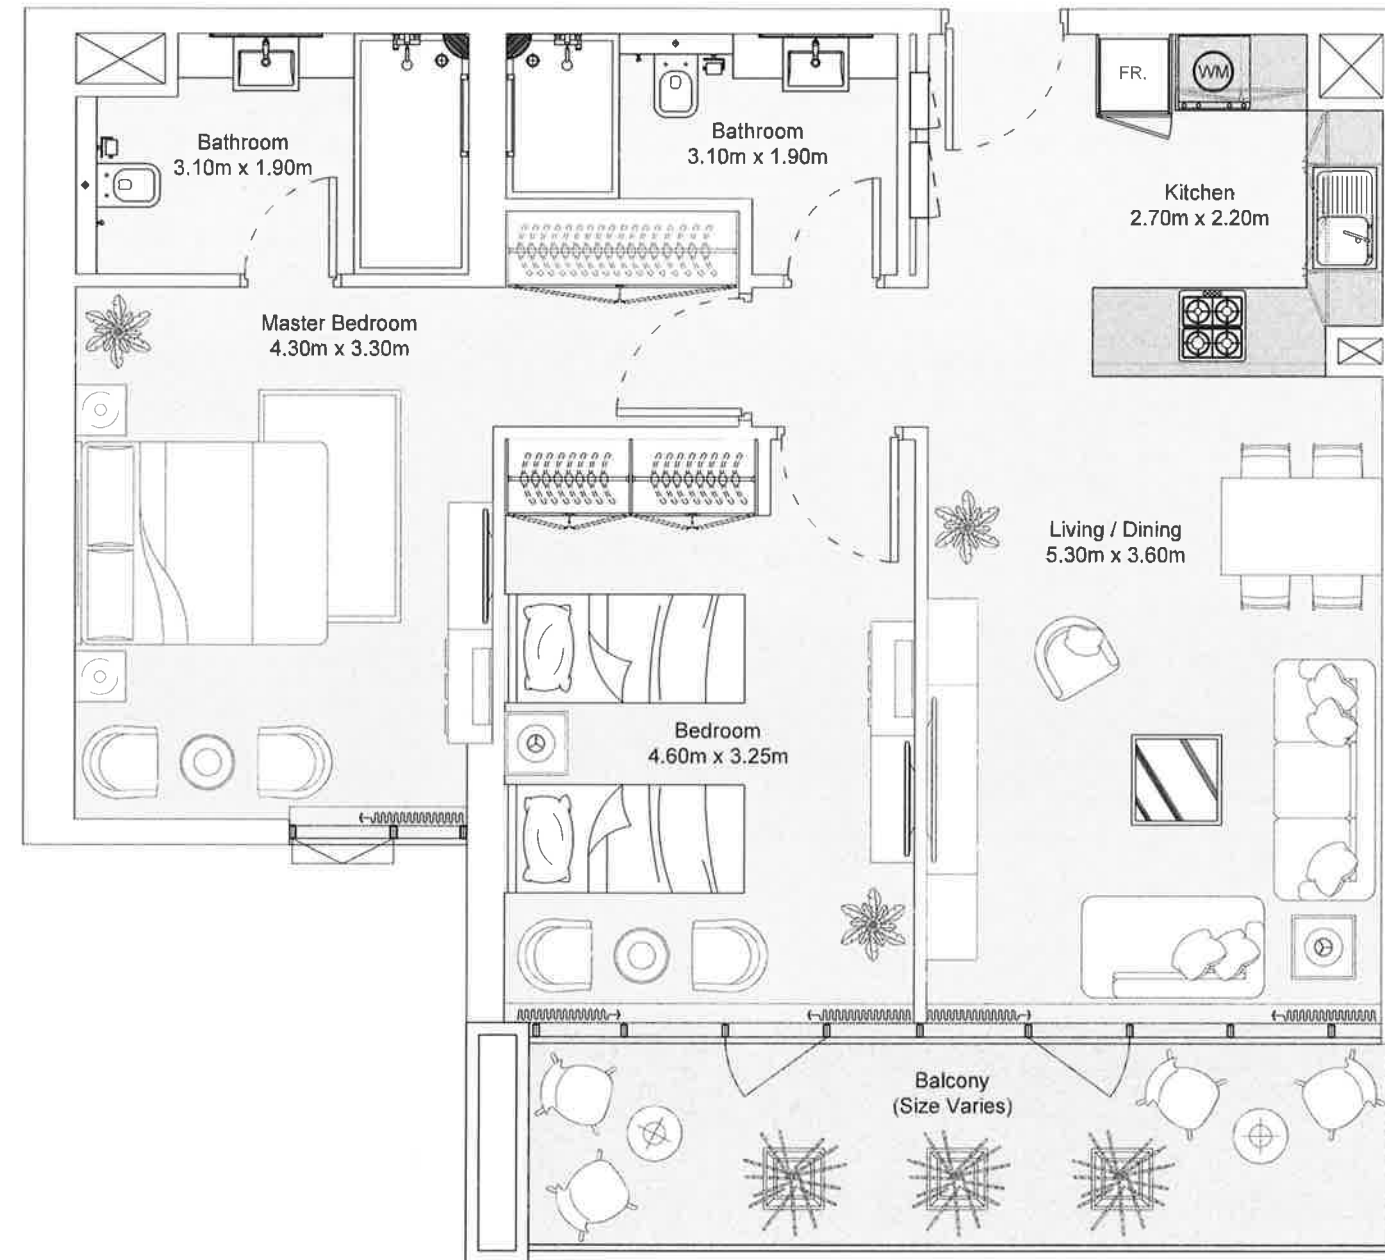 Bathroom
3.10m x 1.90m
Bathroom
3.10m x 1.90m
FR.
WM
Kitchen
2.70m x 2.20m
Master Bedroom
4.30m x 3.30m
Living / Dining
5.30m x 3.60m
Bedroom
4.60m x 3.25m
Balcony
(Size Varies)